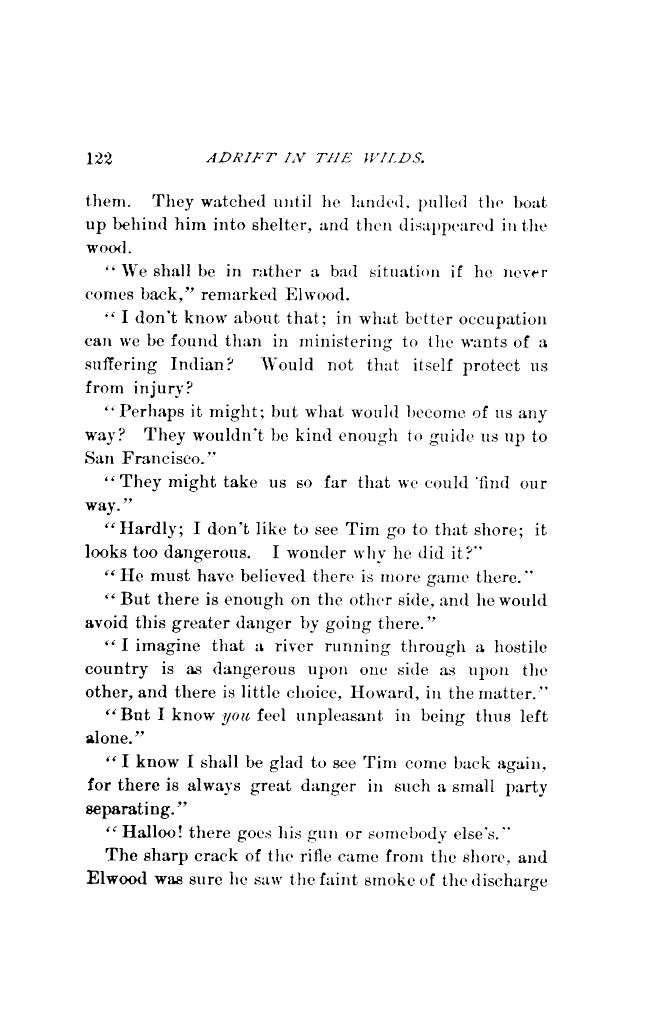 122 ADRIFT IN THE WILDS.
them. They watched until he landed, pulled the boat
up behind him into shelter, and then disappeared in the
wood.
“We shall be in rather a bad situation if he never
comes back,” remarked Elwood.
“I don't know about that; in what better occupation
can we be found than in ministering to the wants of a
suffering Indian? Would not that itself protect us
from injury?
“Perhaps it might; but what would become of us any
way? They wouldn't be kind enough to guide us up to
San Francisco.”
“They might take us so far that we could 'find our
way.”
“Hardly; I don't like to see Tim go to that shore; it
looks too dangerous. I wonder why he did it?”
“He must have believed there is more game there.”
“But there is enough on the other side, and he would
avoid this greater danger by going there.”
“I imagine that a river running through a hostile
country is as dangerous upon one side as upon the
other, and there is little choice, Howard, in the matter.”
“But I know you feel unpleasant in being thus left
alone.”
“I know I shall be glad to see Tim come back again,
for there is always great danger in such a small party
separating.”
“Halloo! there goes his gun or somebody else's.”
The sharp crack of the rifle came from the shore, and
Elwood was sure he saw the faint smoke of the discharge